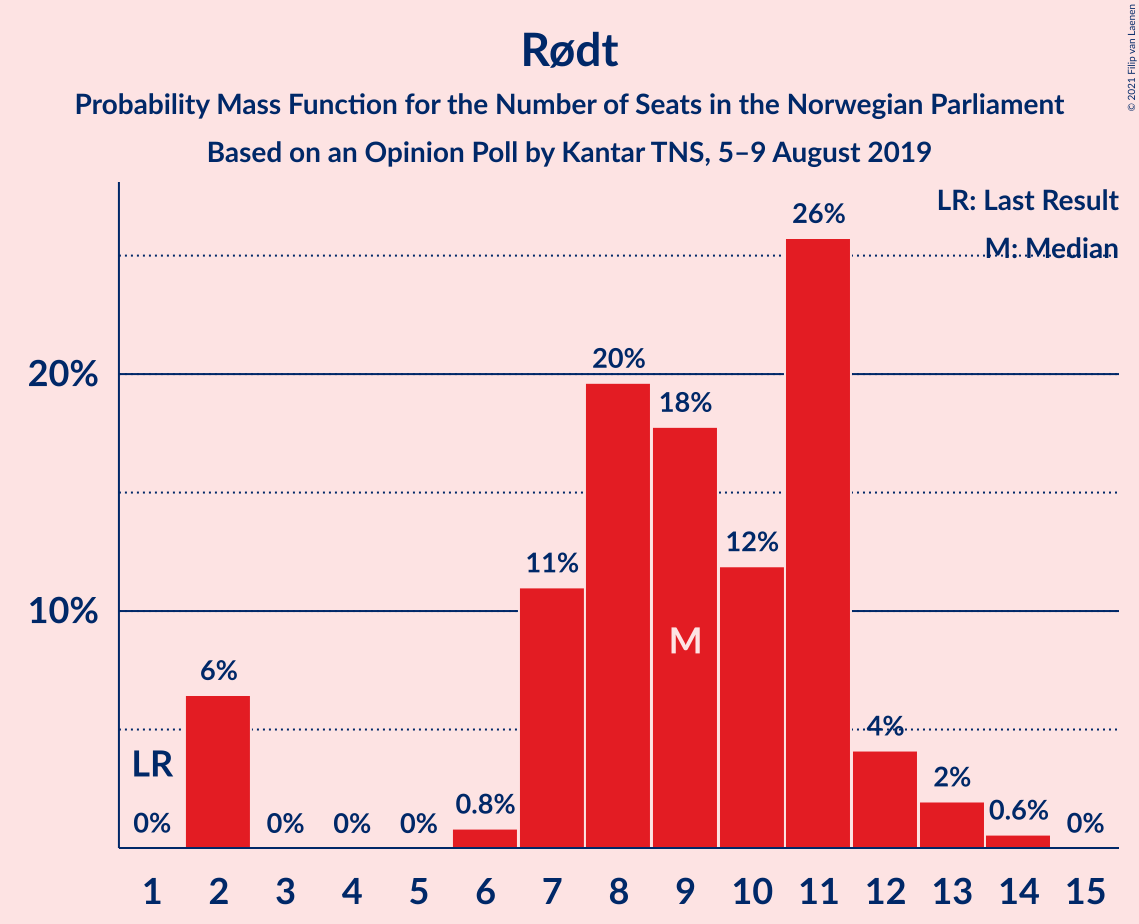 Rødt
Probability Mass Function for the Number of Seats in the Norwegian Parliament
Based on an Opinion Poll by Kantar TNS, 5–9 August 2019
© 2021 Filip van Laenen
LR: Last Result
M: Median
26%
20%
20%
18%
12%
11%
10%
M
6%
4%
LR
2%
0%
0%
0%
0%
0.8%
0.6%
0%
1 2 3 4 5 6 7 8 9 10 11 12 13 14 15